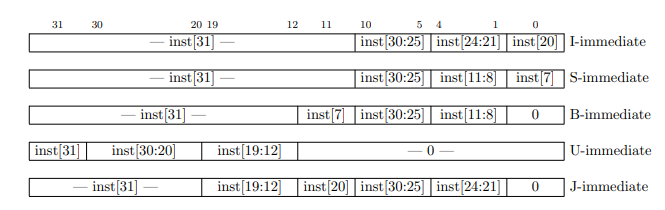 31 30 20 19 12 11 10 5 4 1 0
— inst[31] — inst[30:25] inst[24:21] inst[20] I-immediate
— inst[31] — inst[30:25] inst[11:8] inst[7] S-immediate
— inst[31] — inst[7] inst[30:25] inst[11:8] 0 B-immediate
inst[31] inst[30:20] inst[19:12] — 0 — U-immediate
— inst[31] — inst[19:12] inst[20] inst[30:25] inst[24:21] 0 J-immediate